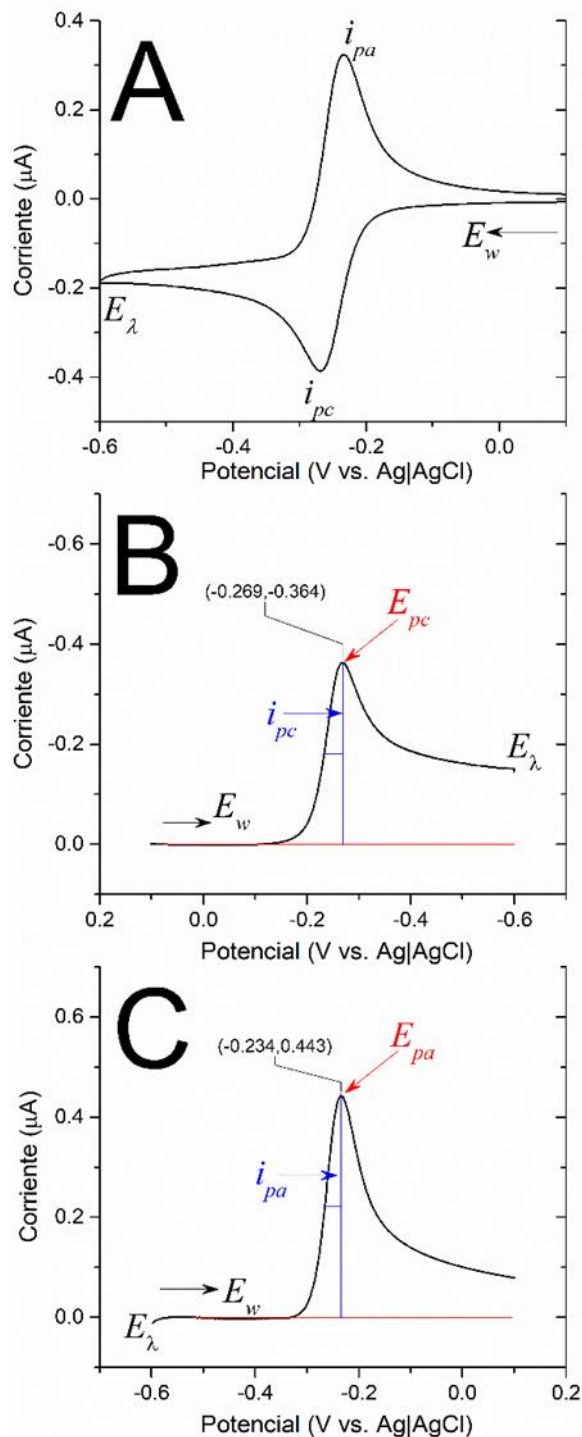 A
0.4
0.2
0.0
-0.2
-0.4
Corriente (μA)
i_pa
E_w
E_λ
i_pc
-0.6 -0.4 -0.2 0.0
Potencial (V vs. Ag|AgCl)
B
-0.6
-0.4
-0.2
0.0
Corriente (μA)
(-0.269,-0.364)
E_pc
i_pc
E_λ
E_w
0.2 0.0 -0.2 -0.4 -0.6
Potencial (V vs. Ag|AgCl)
C
0.6
0.4
0.2
0.0
Corriente (μA)
(-0.234,0.443)
E_pa
i_pa
E_w
E_λ
-0.6 -0.4 -0.2 0.0 0.2
Potencial (V vs. Ag|AgCl)